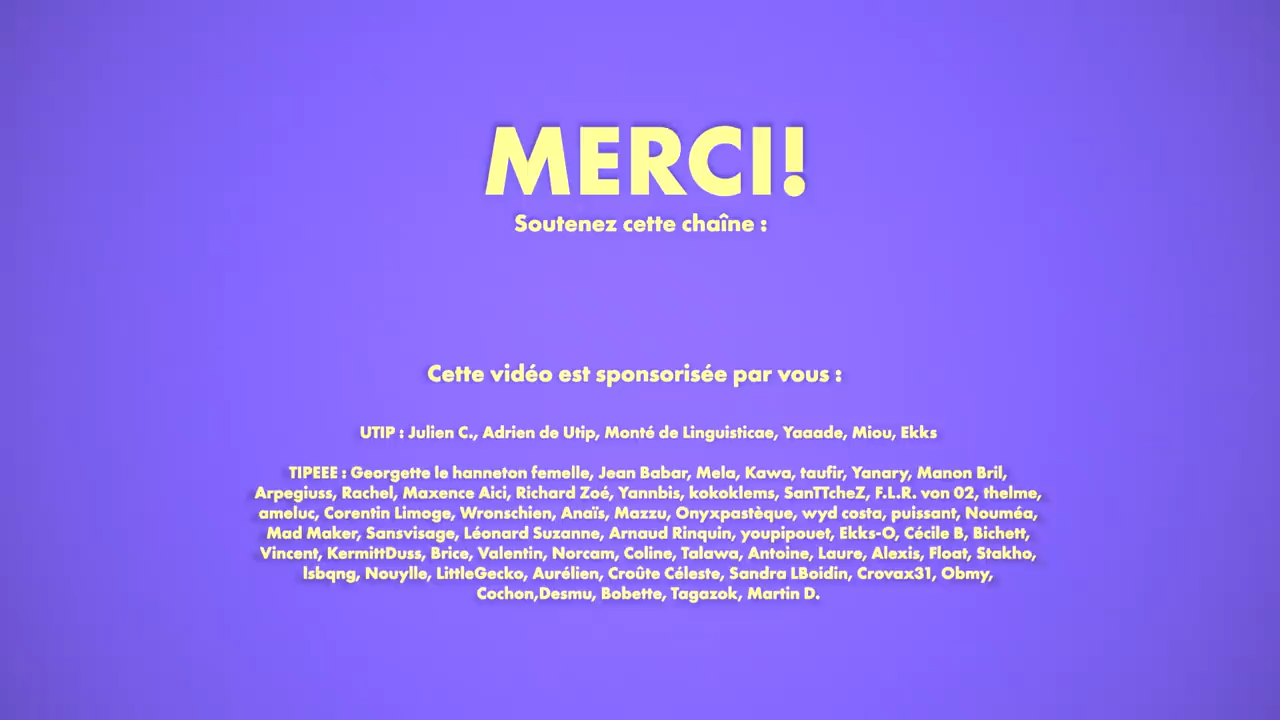 MERCI!
Soutenez cette chaîne :
Cette vidéo est sponsorisée par vous :
UTIP : Julien C., Adrien de Utip, Monté de Linguisticae, Yaaade, Miou, Ekks
TIPEEE : Georgette le hanneton femelle, Jean Babar, Mela, Kawa, taufir, Yanary, Manon Bril,
Arpegiuss, Rachel, Maxence Aici, Richard Zoé, Yannbis, kokoklems, SanTTcheZ, F.L.R. von 02, thelme,
ameluc, Corentin Limoge, Wronschien, Anaïs, Mazzu, Onyxpastèque, wyd costa, puissant, Nouméa,
Mad Maker, Sansvisage, Léonard Suzanne, Arnaud Rinquin, youpipouet, Ekks-O, Cécile B, Bichett,
Vincent, KermittDuss, Brice, Valentin, Norcam, Coline, Talawa, Antoine, Laure, Alexis, Float, Stakho,
lsbqng, Nouylle, LittleGecko, Aurélien, Croûte Céleste, Sandra LBoidin, Crovax31, Obmy,
Cochon,Desmu, Bobette, Tagazok, Martin D.